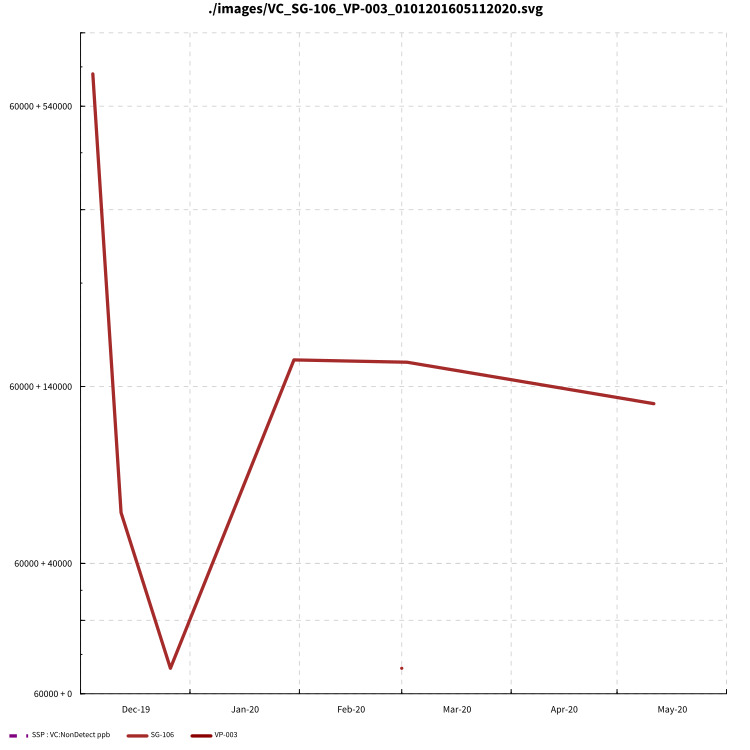 ./images/VC_SG-106_VP-003_0101201605112020.svg
60000 + 540000
60000 + 140000
60000 + 40000
60000 + 0
Dec-19 Jan-20 Feb-20 Mar-20 Apr-20 May-20
SSP : VC:NonDetect ppb SG-106 VP-003